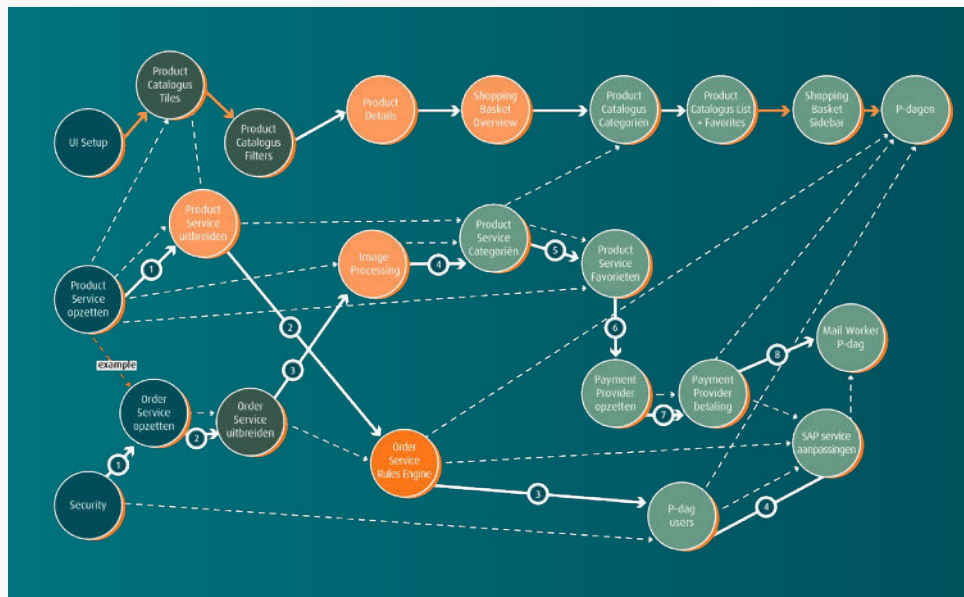 UI Setup
Product
Catalogus
Tiles
Product
Catalogus
Filters
Product
Details
Shopping
Basket
Overview
Product
Catalogus
Categoriën
Product
Catalogus List
+ Favorites
Shopping
Basket
Sidebar
P-dagen
Product
Service
uitbreiden
1
Product
Service
opzetten
Image
Processing
4
Product
Service
Categoriën
5
Product
Service
Favorieten
2
3
6
example
Order
Service
opzetten
2
Order
Service
uitbreiden
1
Security
Order
Service
Rules Engine
3
Payment
Provider
opzetten
7
Payment
Provider
betaling
8
Mail Worker
P-dag
SAP service
aanpassingen
4
P-dag
users